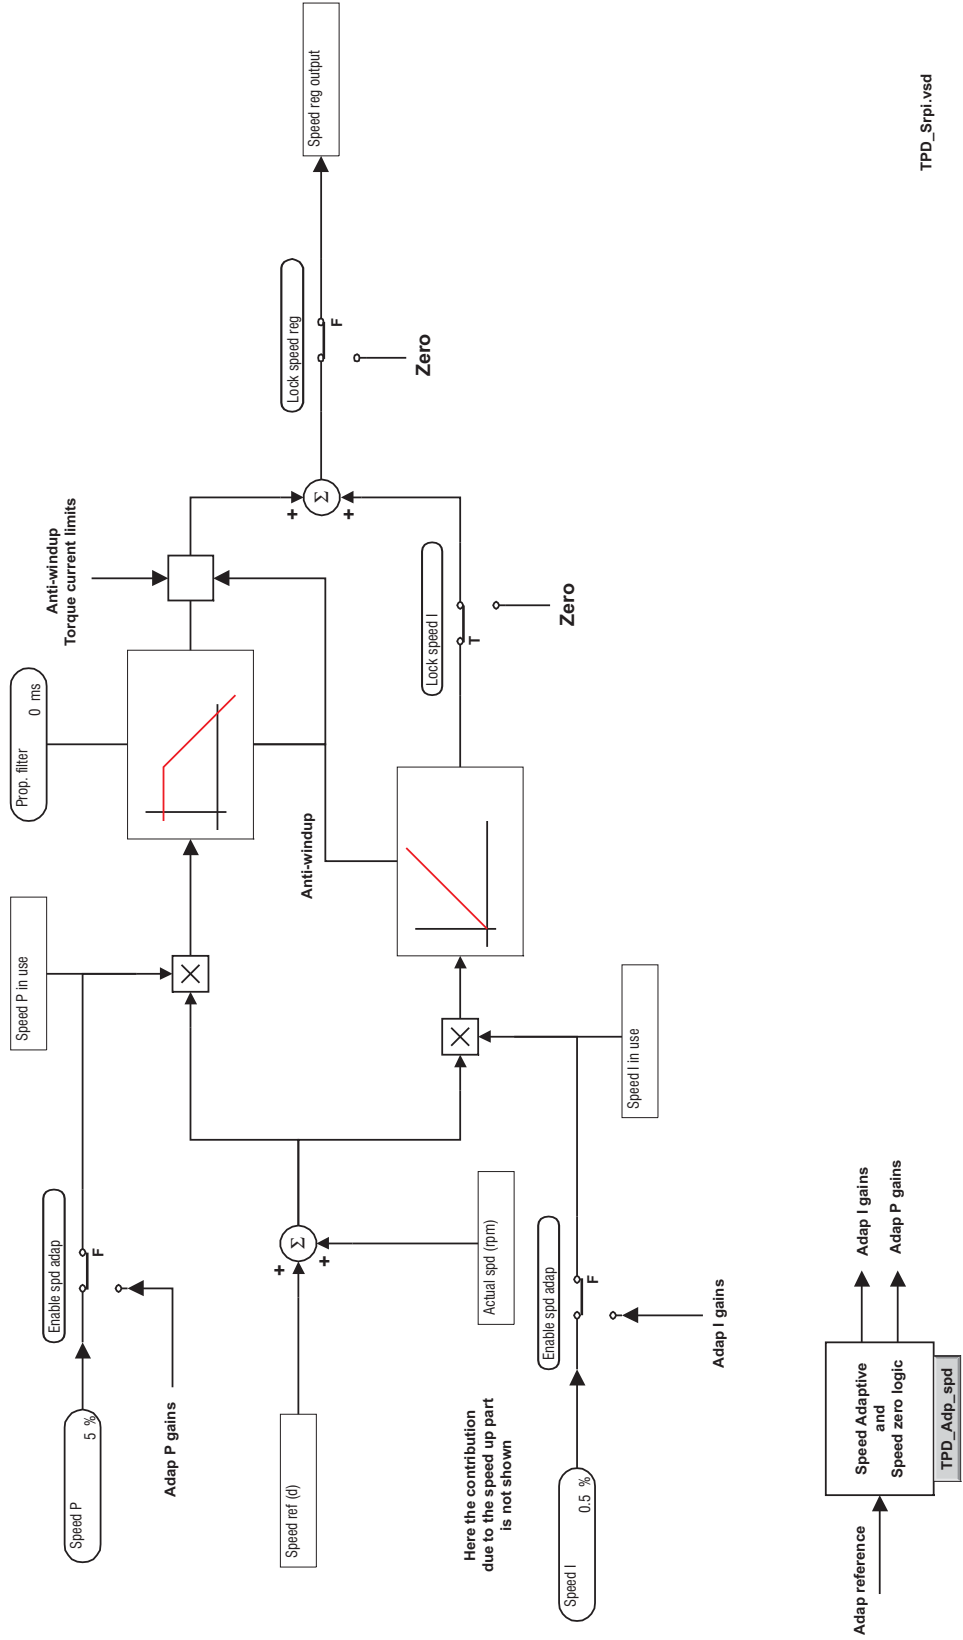 Speed P
5 %
Enable spd adap
F
Adap P gains
Speed P in use
Prop. filter
0 ms
Anti-windup
Torque current limits
Speed ref (d)
+
Σ
+
Actual spd (rpm)
Anti-windup
+
Σ
+
Lock speed reg
F
Zero
Speed reg output
Lock speed I
T
Zero
Here the contribution
due to the speed up part
is not shown
Speed I
0.5 %
Enable spd adap
F
Adap I gains
Speed I in use
Adap reference
Speed Adaptive
and
Speed zero logic
TPD_Adp_spd
Adap I gains
Adap P gains
TPD_Srpi.vsd